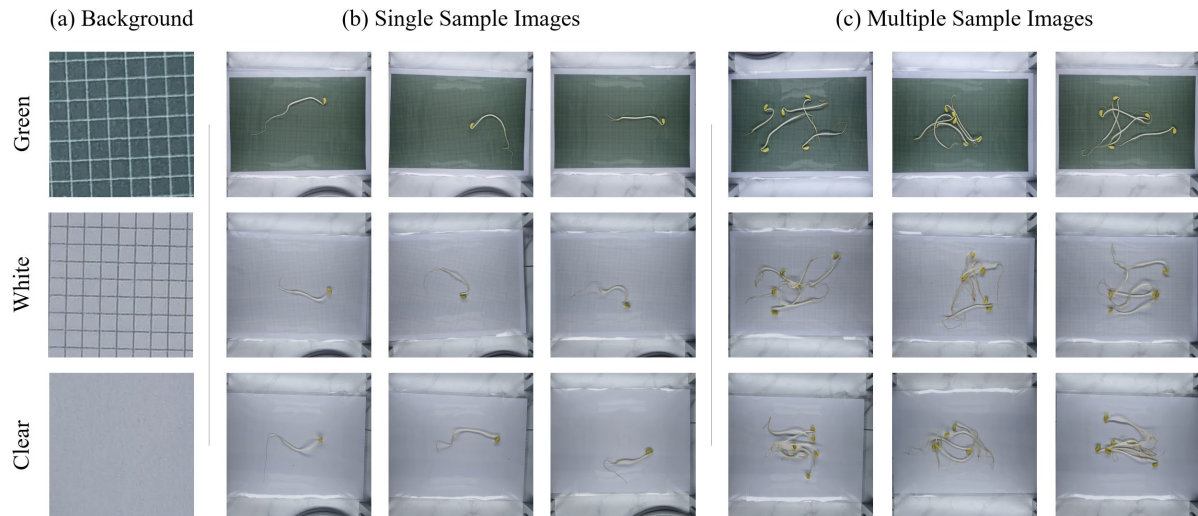 (a) Background
(b) Single Sample Images
(c) Multiple Sample Images
Green
White
Clear